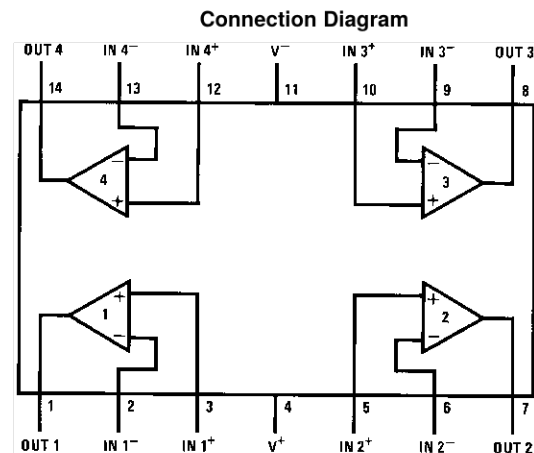 Connection Diagram
OUT 4 IN 4⁻ IN 4⁺ V⁻ IN 3⁺ IN 3⁻ OUT 3
14 13 12 11 10 9 8
− −
4 3
+ +
+ +
1 2
− −
1 2 3 4 5 6 7
OUT 1 IN 1⁻ IN 1⁺ V⁺ IN 2⁺ IN 2⁻ OUT 2